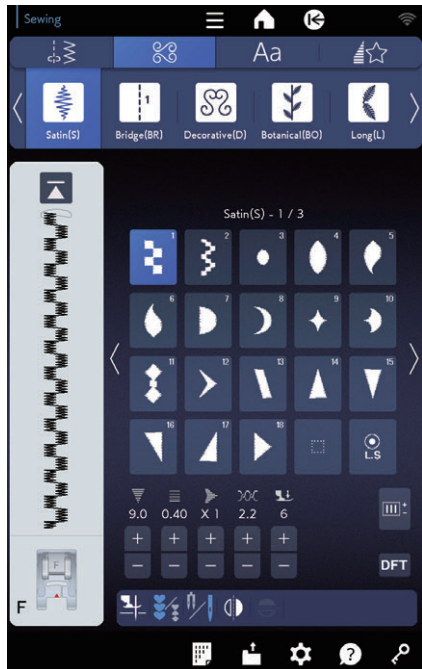 Sewing
Aa
1
Satin(S) Bridge(BR) Decorative(D) Botanical(BO) Long(L)
Satin(S) - 1 / 3
1 2 3 4 5
6 7 8 9 10
11 12 13 14 15
16 17 18
L.S
9.0 0.40 X 1 2.2 6
+ + + + +
− − − − −
DFT
F
F
?